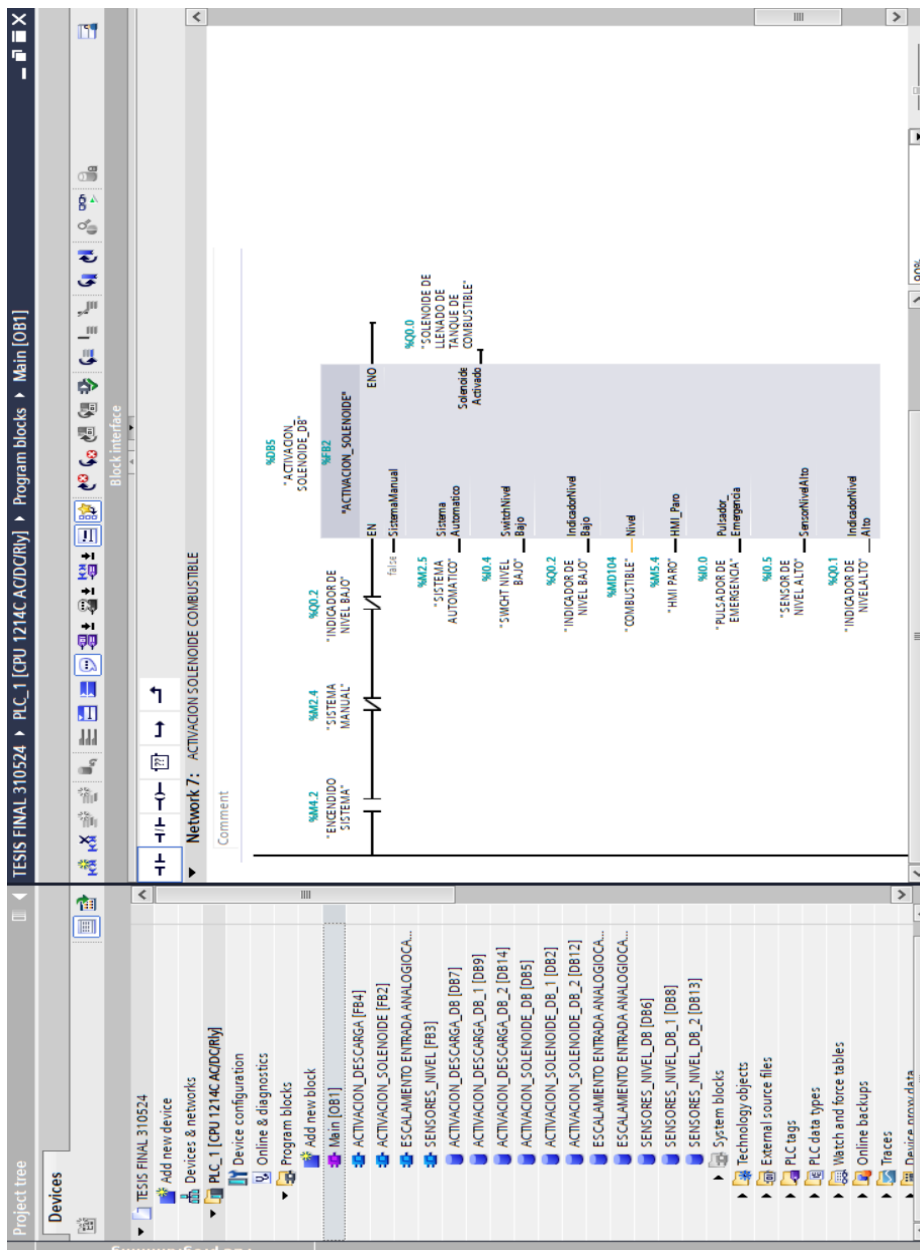 Project tree
Devices
TESIS FINAL 310524
Add new device
Devices & networks
PLC_1 [CPU 1214C AC/DC/Rly]
Device configuration
Online & diagnostics
Program blocks
Add new block
Main [OB1]
ACTIVACION_DESCARGA [FB4]
ACTIVACION_SOLENOIDE [FB2]
ESCALAMIENTO ENTRADA ANALOGIOCA...
SENSORES_NIVEL [FB3]
ACTIVACION_DESCARGA_DB [DB7]
ACTIVACION_DESCARGA_DB_1 [DB9]
ACTIVACION_DESCARGA_DB_2 [DB14]
ACTIVACION_SOLENOIDE_DB [DB5]
ACTIVACION_SOLENOIDE_DB_1 [DB2]
ACTIVACION_SOLENOIDE_DB_2 [DB12]
ESCALAMIENTO ENTRADA ANALOGIOCA...
ESCALAMIENTO ENTRADA ANALOGIOCA...
SENSORES_NIVEL_DB [DB6]
SENSORES_NIVEL_DB_1 [DB8]
SENSORES_NIVEL_DB_2 [DB13]
System blocks
Technology objects
External source files
PLC tags
PLC data types
Watch and force tables
Online backups
Traces
Device proxy data
TESIS FINAL 310524 ▸ PLC_1 [CPU 1214C AC/DC/Rly] ▸ Program blocks ▸ Main [OB1]
Block interface
Network 7: ACTIVACION SOLENOIDE COMBUSTIBLE
Comment
%M4.2
"ENCENDIDO
SISTEMA"
%M2.4
"SISTEMA
MANUAL"
%Q0.2
"INDICADOR DE
NIVEL BAJO"
%DB5
"ACTIVACION_
SOLENOIDE_DB"
%FB2
"ACTIVACION_SOLENOIDE"
EN
ENO
false
SistemaManual
%M2.5
"SISTEMA
AUTOMATICO"
Sistema
Automatico
%I0.4
"SWCHT NIVEL
BAJO"
SwitchNivel
Bajo
%Q0.2
"INDICADOR DE
NIVEL BAJO"
IndicadorNivel
Bajo
%MD104
"COMBUSTIBLE"
Nivel
%M5.4
"HMI PARO"
HMI_Paro
%I0.0
"PULSADOR DE
EMERGENCIA"
Pulsador_
Emergencia
%I0.5
"SENSOR DE
NIVEL ALTO"
SensorNivelAlto
%Q0.1
"INDICADOR DE
NIVELALTO"
IndicadorNivel
Alto
Solenoide
Activado
%Q0.0
"SOLENOIDE DE
LLENADO DE
TANQUE DE
COMBUSTIBLE"
90%